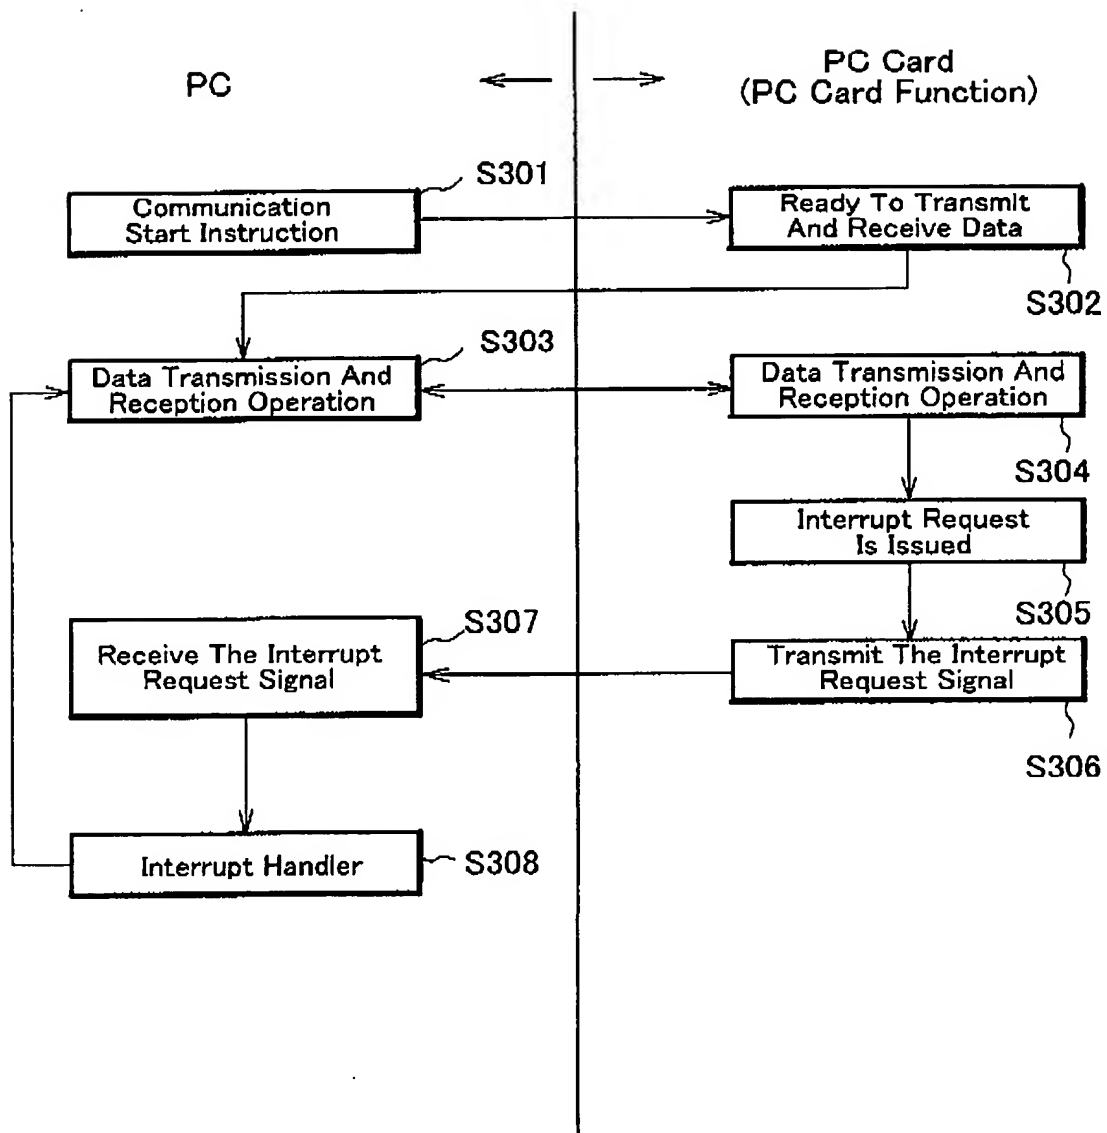 PC
PC Card
(PC Card Function)
S301
Communication
Start Instruction
Ready To Transmit
And Receive Data
S302
S303
Data Transmission And
Reception Operation
Data Transmission And
Reception Operation
S304
Interrupt Request
Is Issued
S305
S307
Receive The Interrupt
Request Signal
Transmit The Interrupt
Request Signal
S306
Interrupt Handler
S308